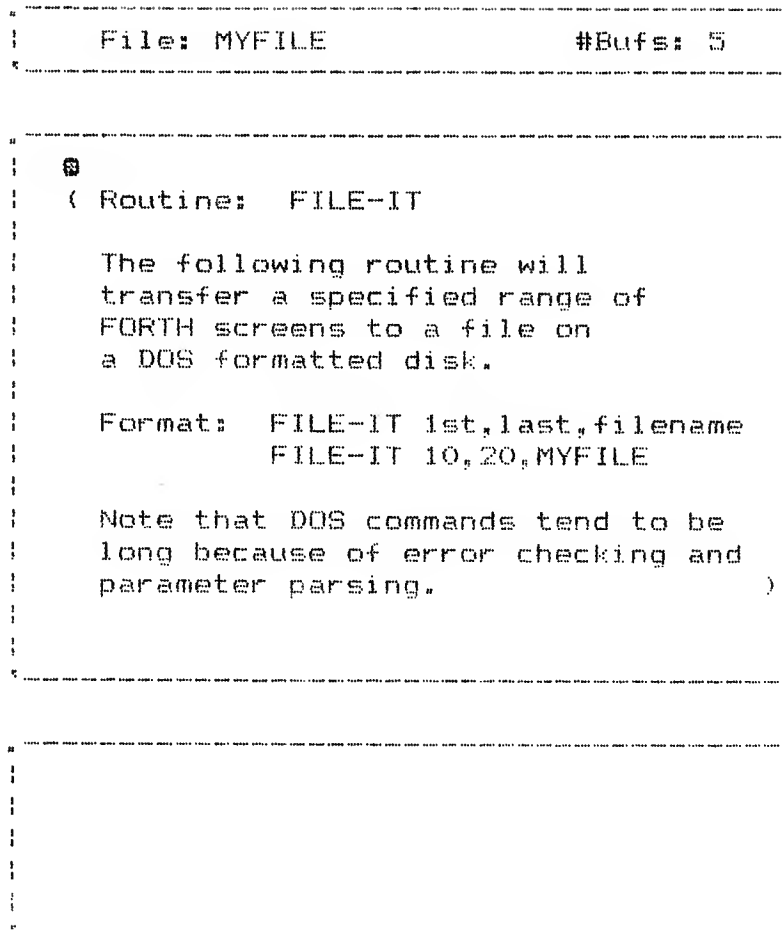 File: MYFILE #Bufs: 5
( Routine: FILE-IT
The following routine will
transfer a specified range of
FORTH screens to a file on
a DOS formatted disk.
Format: FILE-IT 1st,last,filename
FILE-IT 10,20,MYFILE
Note that DOS commands tend to be
long because of error checking and
parameter parsing. )